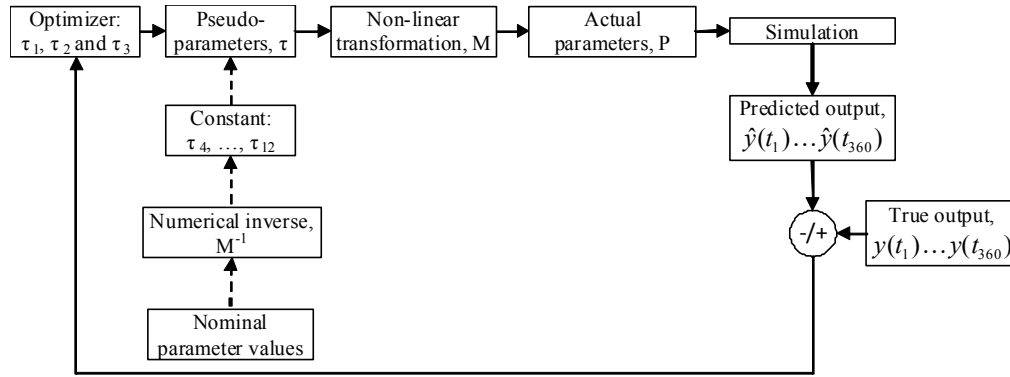 Optimizer:
τ1, τ2 and τ3
Pseudo-
parameters, τ
Non-linear
transformation, M
Actual
parameters, P
Simulation
Constant:
τ4, …, τ12
Predicted output,
ŷ(t1)…ŷ(t360)
Numerical inverse,
M-1
-/+
True output,
y(t1)…y(t360)
Nominal
parameter values